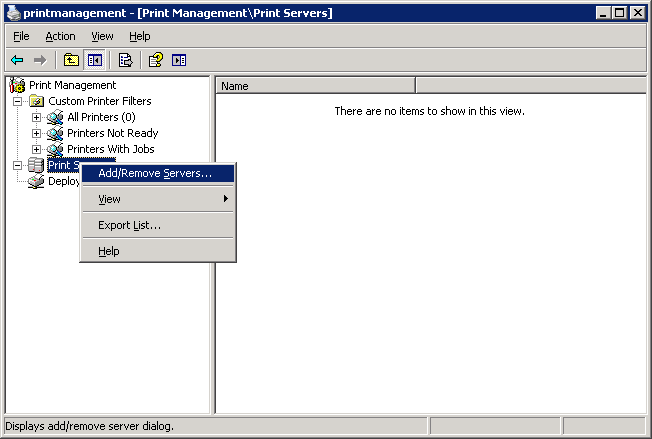 printmanagement - [Print Management\Print Servers]
File Action View Help
Print Management
Custom Printer Filters
All Printers (0)
Printers Not Ready
Printers With Jobs
Print S
Deploy
Add/Remove Servers...
View
Export List...
Help
Name
There are no items to show in this view.
Displays add/remove server dialog.